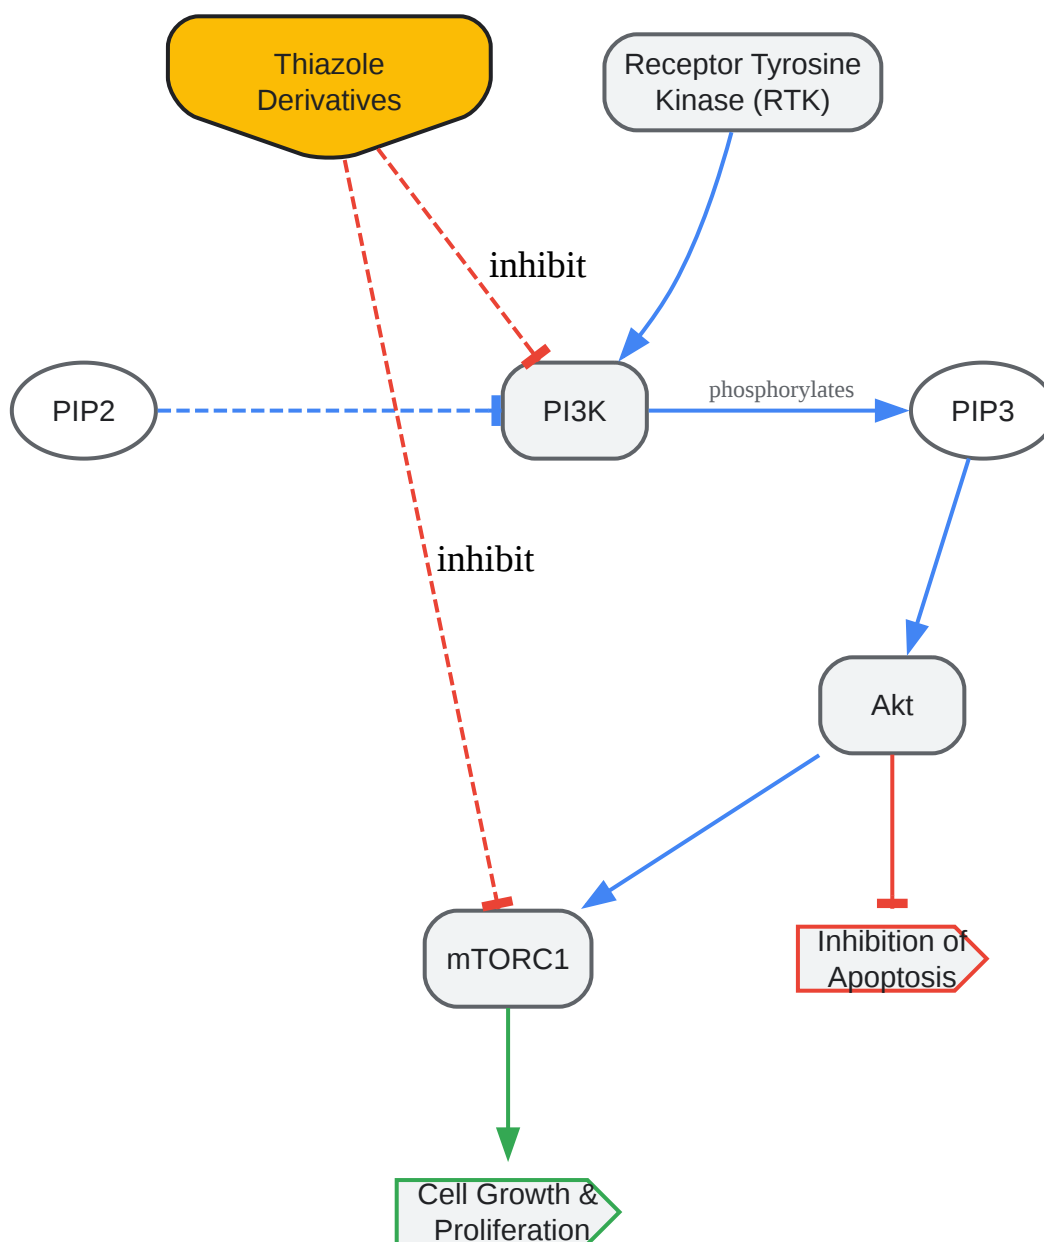 Thiazole
Derivatives
Receptor Tyrosine
Kinase (RTK)
inhibit
PIP2
PI3K
phosphorylates
PIP3
inhibit
Akt
mTORC1
Inhibition of
Apoptosis
Cell Growth &
Proliferation